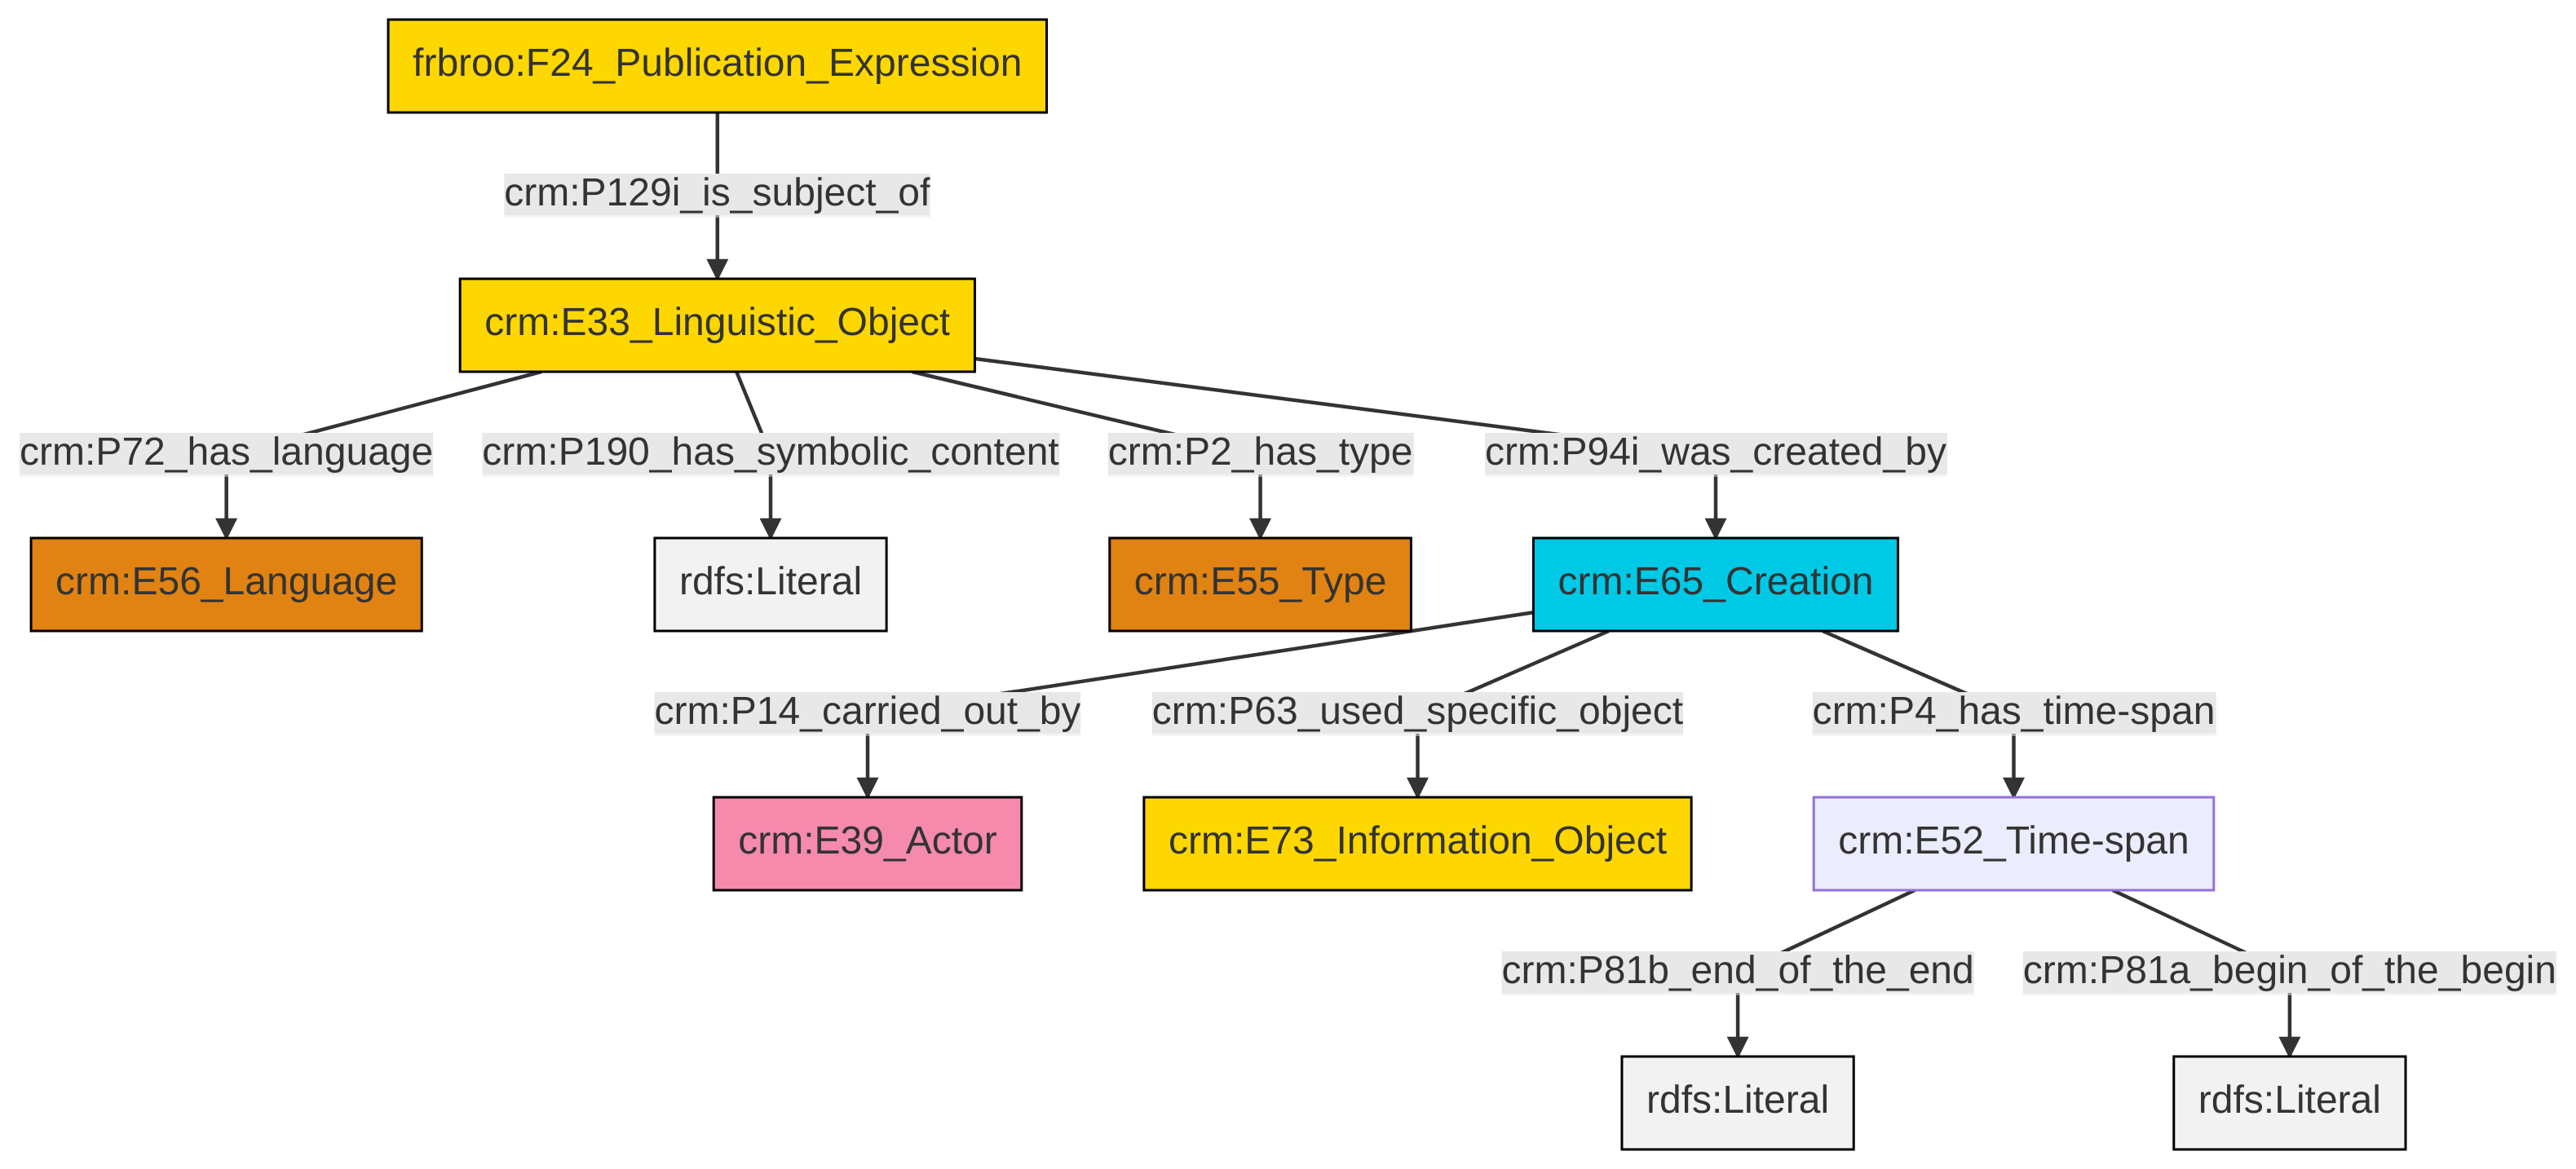 frbroo:F24_Publication_Expression
crm:P129i_is_subject_of
crm:E33_Linguistic_Object
crm:P72_has_language
crm:P190_has_symbolic_content
crm:P2_has_type
crm:P94i_was_created_by
crm:E56_Language
rdfs:Literal
crm:E55_Type
crm:E65_Creation
crm:P14_carried_out_by
crm:P63_used_specific_object
crm:P4_has_time-span
crm:E39_Actor
crm:E73_Information_Object
crm:E52_Time-span
crm:P81b_end_of_the_end
crm:P81a_begin_of_the_begin
rdfs:Literal
rdfs:Literal